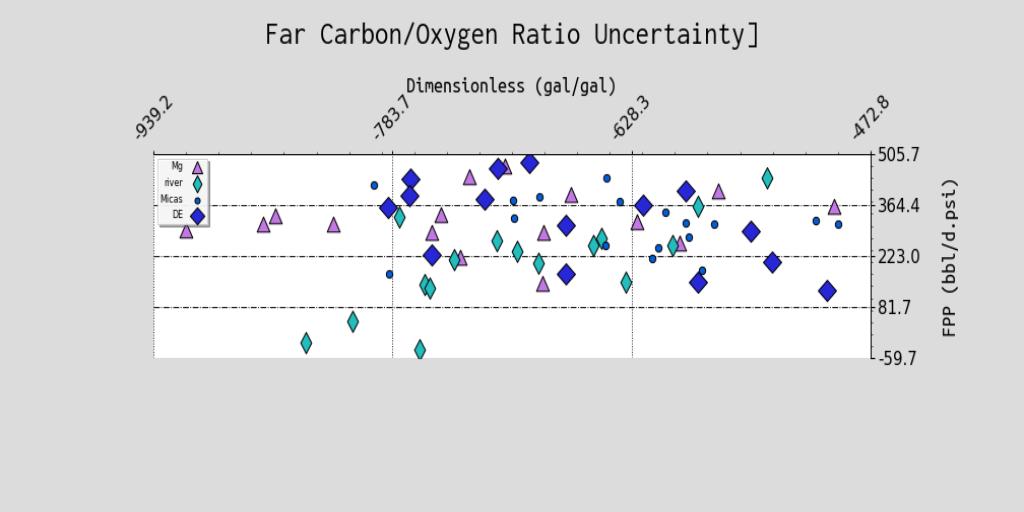 Far Carbon/Oxygen Ratio Uncertainty]
Dimensionless (gal/gal)
-939.2
-783.7
-628.3
-472.8
Mg
river
Micas
DE
505.7
364.4
223.0
81.7
-59.7
FPP (bbl/d.psi)